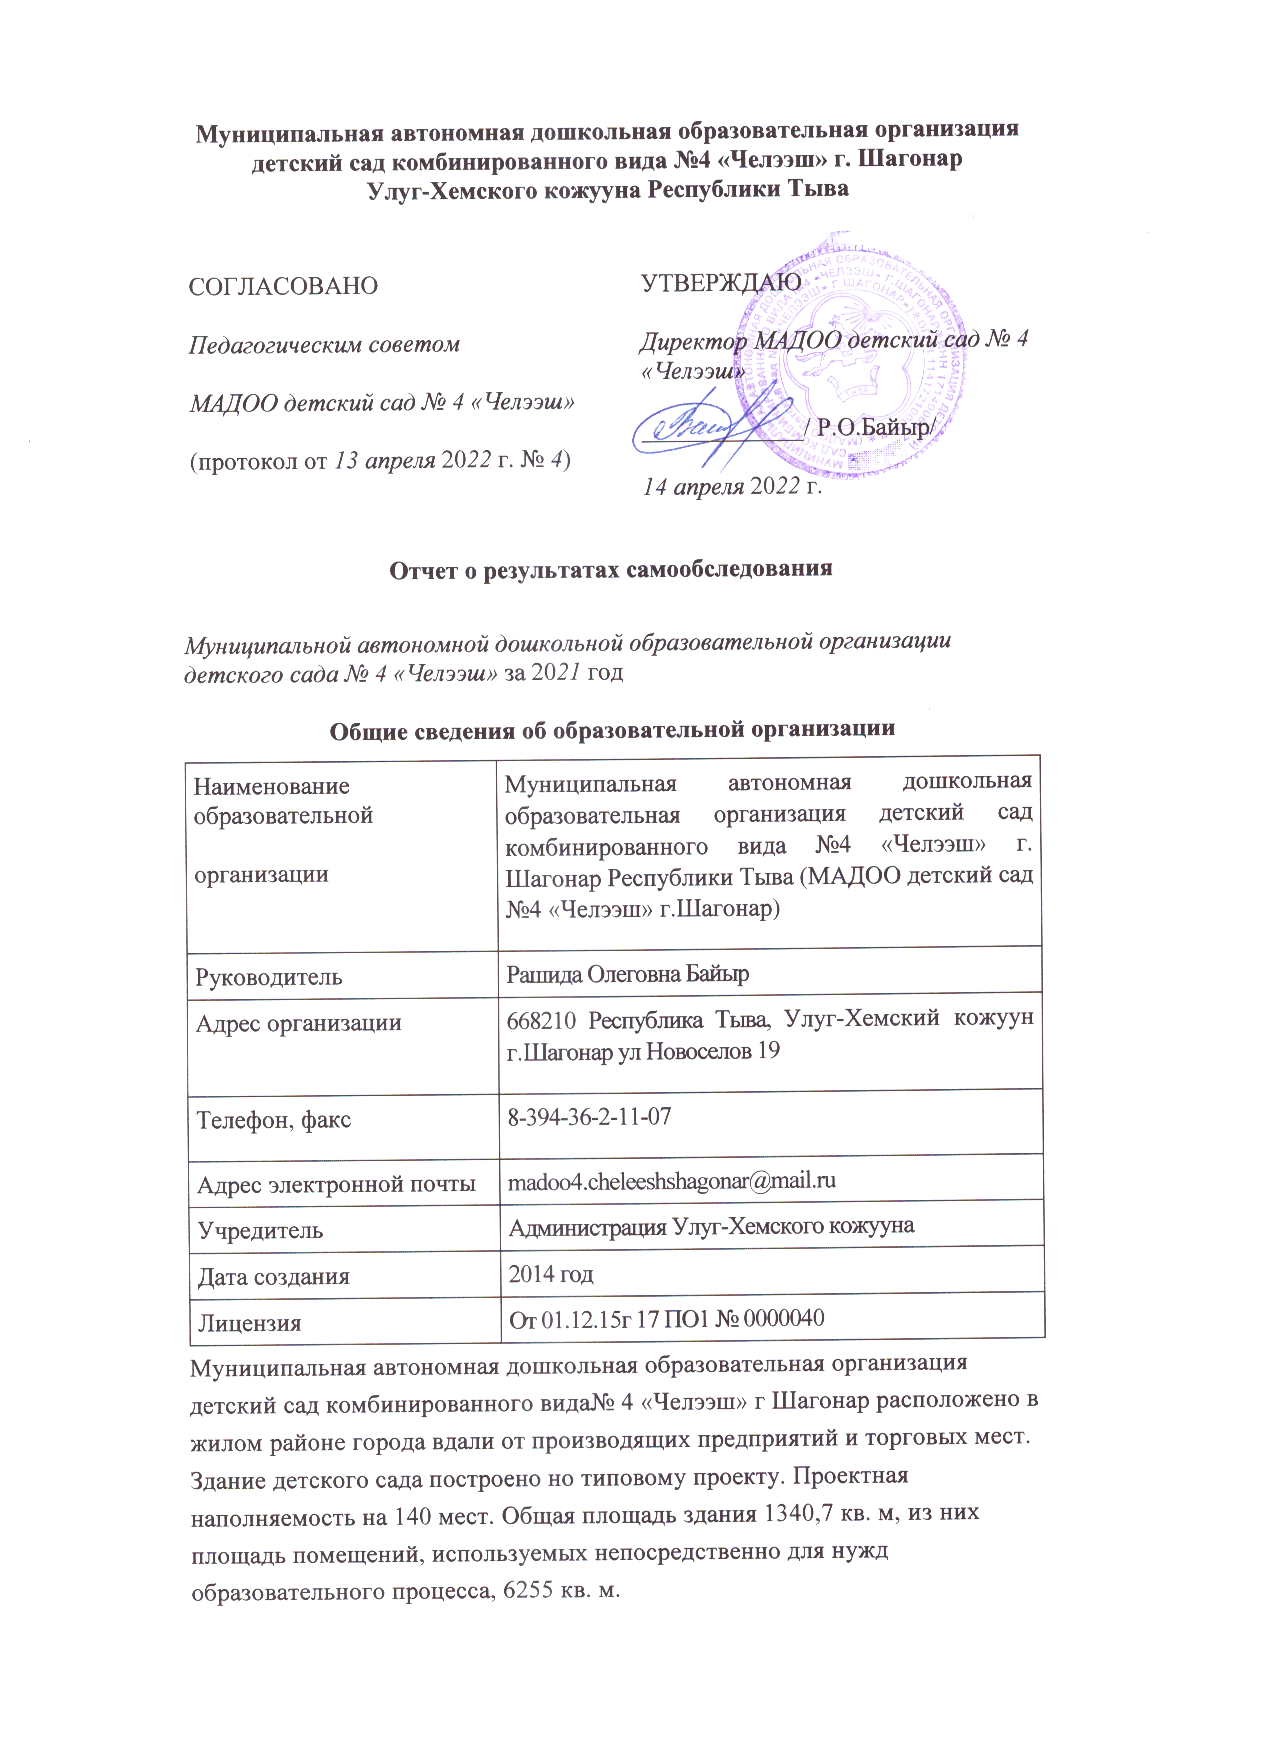 Муниципальная автономная дошкольная образовательная организация
детский сад комбинированного вида №4 «Челээш» г. Шагонар
Улуг-Хемского кожууна Республики Тыва
СОГЛАСОВАНО
Педагогическим советом
МАДОО детский сад № 4 «Челээш»
(протокол от 13 апреля 2022 г. № 4)
УТВЕРЖДАЮ
Директор МАДОО детский сад № 4
«Челээш»
/ Р.О.Байыр/
14 апреля 2022 г.
Отчет о результатах самообследования
Муниципальной автономной дошкольной образовательной организации
детского сада № 4 «Челээш» за 2021 год
Общие сведения об образовательной организации
Наименование
образовательной
организации
Муниципальная автономная дошкольная
образовательная организация детский сад
комбинированного вида №4 «Челээш» г.
Шагонар Республики Тыва (МАДОО детский сад
№4 «Челээш» г.Шагонар)
Руководитель
Рашида Олеговна Байыр
Адрес организации
668210 Республика Тыва, Улуг-Хемский кожуун
г.Шагонар ул Новоселов 19
Телефон, факс
8-394-36-2-11-07
Адрес электронной почты
madoo4.cheleeshshagonar@mail.ru
Учредитель
Администрация Улуг-Хемского кожууна
Дата создания
2014 год
Лицензия
От 01.12.15г 17 ПО1 № 0000040
Муниципальная автономная дошкольная образовательная организация
детский сад комбинированного вида№ 4 «Челээш» г Шагонар расположено в
жилом районе города вдали от производящих предприятий и торговых мест.
Здание детского сада построено но типовому проекту. Проектная
наполняемость на 140 мест. Общая площадь здания 1340,7 кв. м, из них
площадь помещений, используемых непосредственно для нужд
образовательного процесса, 6255 кв. м.